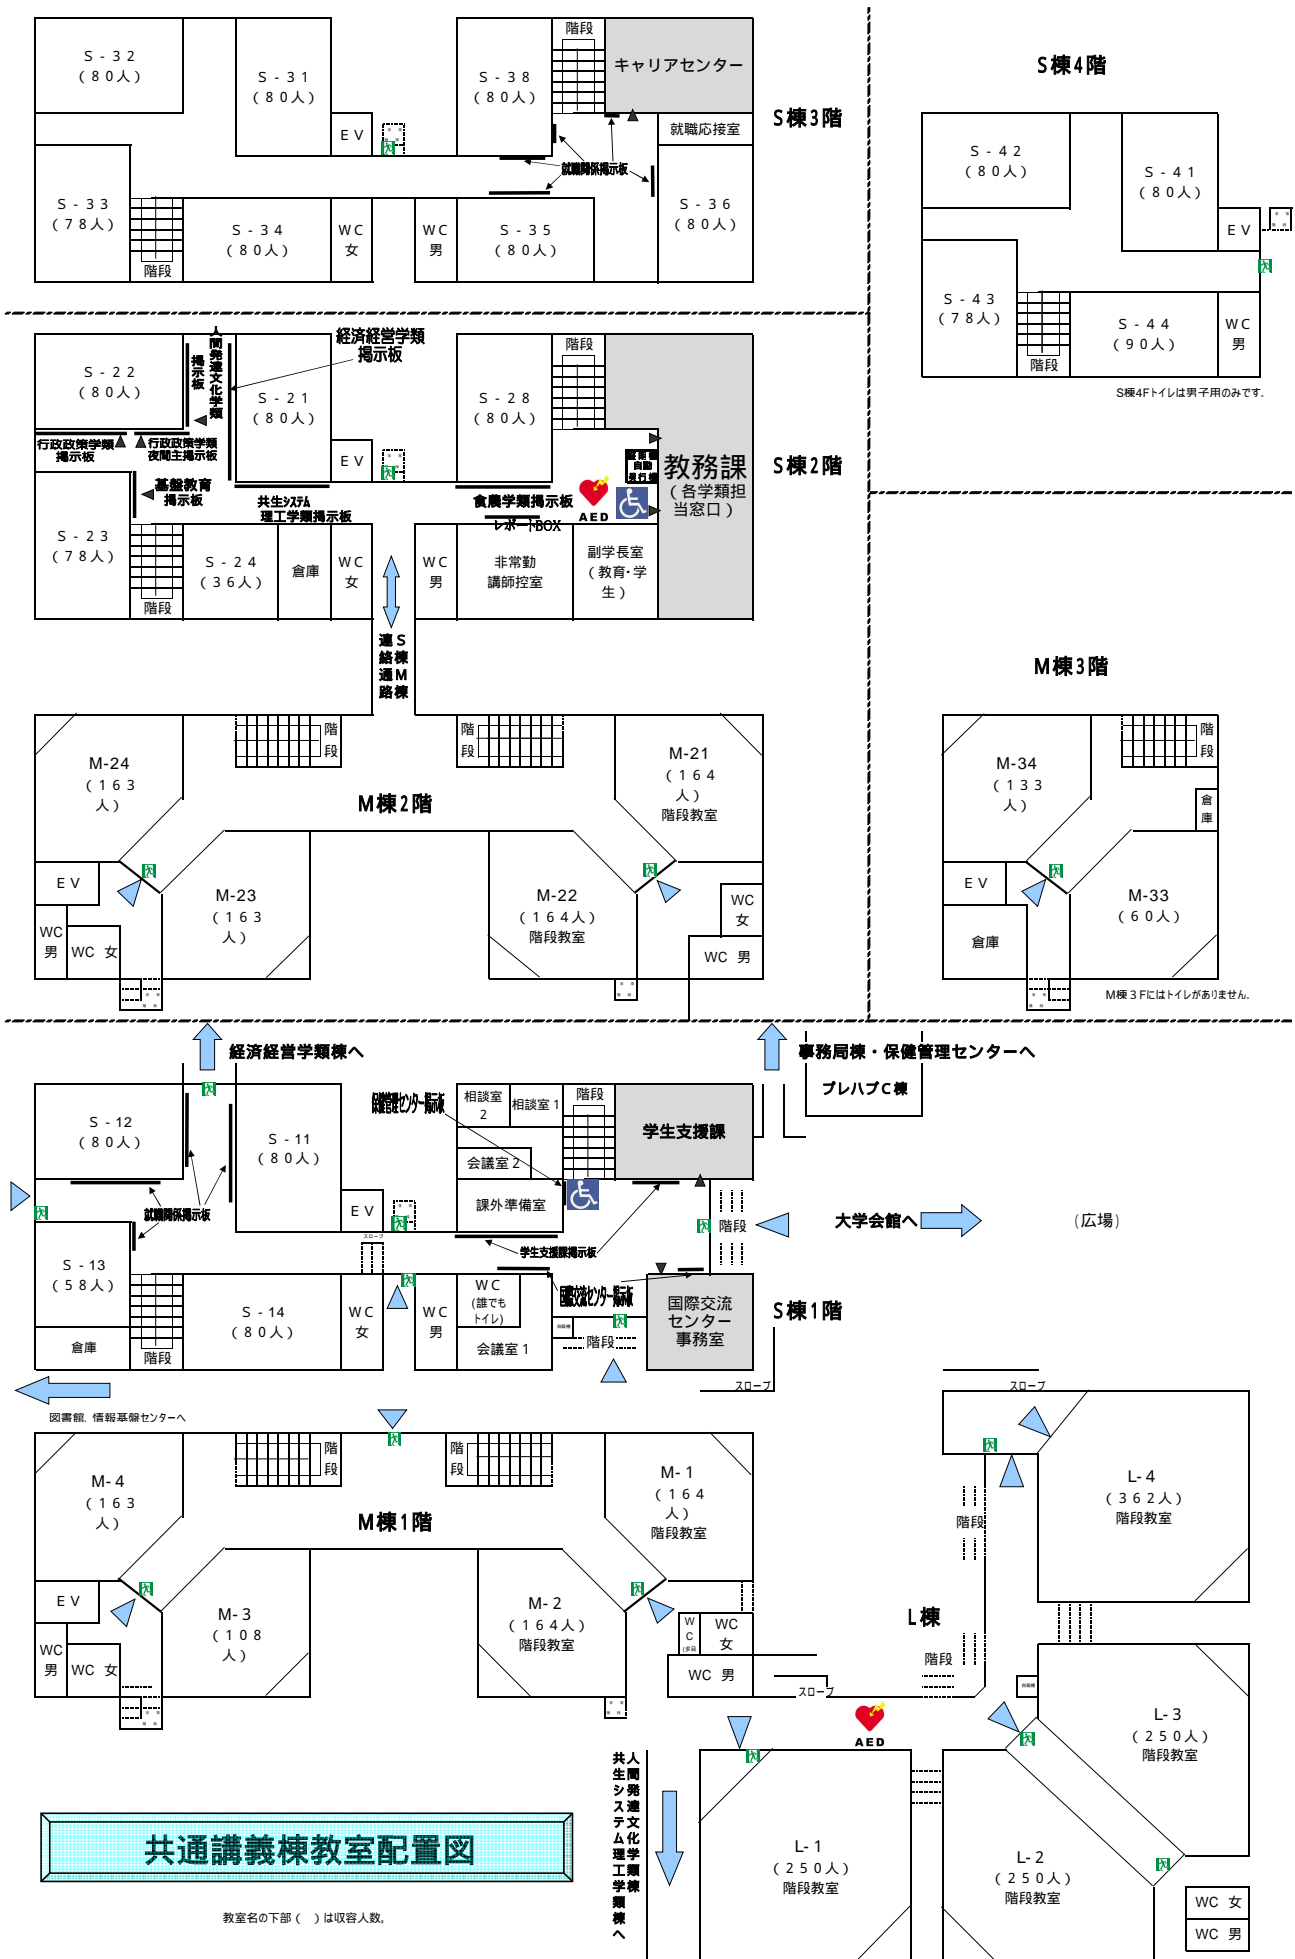 S-32
(80人)
S-31
(80人)
EV
S-38
(80人)
階段
キャリアセンター
就職応接室
S棟3階
就職関係掲示板
S-33
(78人)
階段
S-34
(80人)
WC
女
WC
男
S-35
(80人)
S-36
(80人)
S棟4階
S-42
(80人)
S-41
(80人)
EV
S-43
(78人)
階段
S-44
(90人)
WC
男
S棟4Fトイレは男子用のみです。
S-22
(80人)
人間発達文化学類
掲示板
経済経営学類
掲示板
S-21
(80人)
EV
S-28
(80人)
階段
行政政策学類
掲示板
行政政策学類
夜間主掲示板
基盤教育
掲示板
共生システム
理工学類掲示板
食農学類掲示板
レポートBOX
AED
自動
教務課
(各学類担
当窓口)
S棟2階
S-23
(78人)
階段
S-24
(36人)
倉庫
WC
女
WC
男
非常勤
講師控室
副学長室
(教育・学
生)
S棟M棟
連絡通路
M-24
(163
人)
階段
階段
M-21
(164
人)
階段教室
M棟2階
EV
WC
男
WC 女
M-23
(163
人)
M-22
(164人)
階段教室
WC
女
WC 男
M棟3階
M-34
(133
人)
階段
倉庫
EV
倉庫
M-33
(60人)
M棟3Fにはトイレがありません。
経済経営学類棟へ
事務局棟・保健管理センターへ
プレハブC棟
S-12
(80人)
S-11
(80人)
EV
保健管理センター掲示板
相談室
2
相談室1
階段
学生支援課
会議室2
課外準備室
就職関係掲示板
スロープ
学生支援課掲示板
階段
大学会館へ
(広場)
S-13
(58人)
倉庫
階段
S-14
(80人)
WC
女
WC
男
WC
(誰でも
トイレ)
会議室1
国際交流センター掲示板
階段
国際交流
センター
事務室
S棟1階
スロープ
図書館、情報基盤センターへ
M-4
(163
人)
階段
階段
M-1
(164
人)
階段教室
M棟1階
EV
WC
男
WC 女
M-3
(108
人)
M-2
(164人)
階段教室
WC
WC
女
WC 男
スロープ
スロープ
L-4
(362人)
階段教室
階段
L棟
階段
L-3
(250人)
階段教室
AED
人間発達文化学類棟
共生システム理工学類棟へ
L-1
(250人)
階段教室
L-2
(250人)
階段教室
WC 女
WC 男
共通講義棟教室配置図
教室名の下部( )は収容人数。